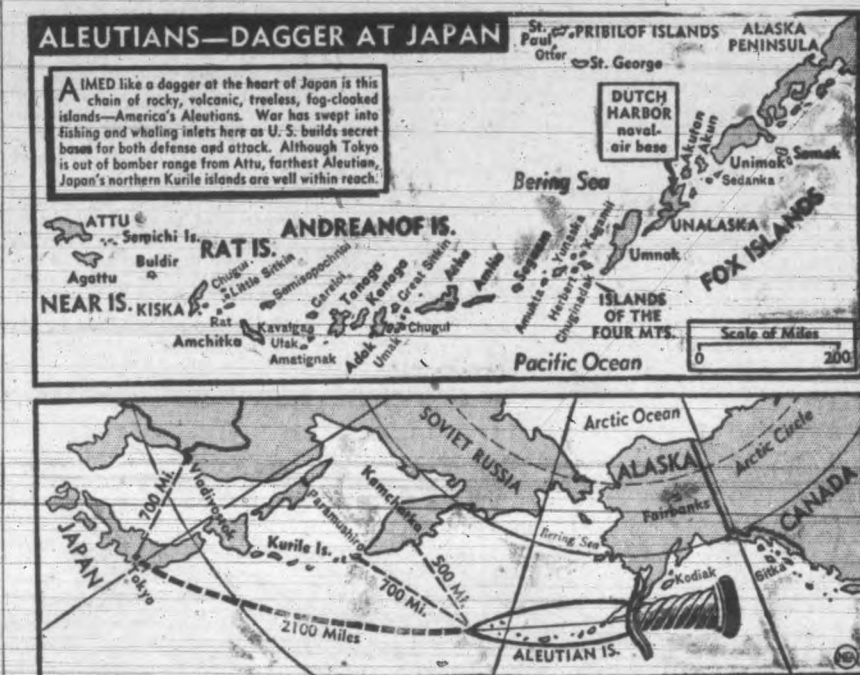 ALEUTIANS—DAGGER AT JAPAN
AIMED like a dagger at the heart of Japan is this
chain of rocky, volcanic, treeless, fog-cloaked
islands—America's Aleutians. War has swept into
fishing and whaling inlets here as U. S. builds secret
bases for both defense and attack. Although Tokyo
is out of bomber range from Attu, farthest Aleutian,
Japan's northern Kurile islands are well within reach.
St.
Paul
Otter
PRIBILOF ISLANDS
St. George
ALASKA
PENINSULA
DUTCH
HARBOR
naval-
air base
Akutan
Akun
Unimak
Sanak
Sedanka
Bering Sea
UNALASKA
Umnak
FOX ISLANDS
ATTU
Semichi Is.
Agattu
Buldir
NEAR IS.
RAT IS.
KISKA
Chugul
Little Sitkin
Semisopochnoi
Rat
Amchitka
ANDREANOF IS.
Gareloi
Tanaga
Kanaga
Great Sitkin
Atka
Amlia
Kavalga
Ulak
Amatignak
Adak
Umak
Chugul
Seguam
Amukta
Yunaska
Herbert
Chuginadak
Kagamil
ISLANDS
OF THE
FOUR MTS.
Pacific Ocean
Scale of Miles
0 200
SOVIET RUSSIA
Arctic Ocean
ALASKA
Arctic Circle
Fairbanks
CANADA
Vladivostok
700 Mi.
JAPAN
Tokyo
Paramushiro
Kamchatka
Kurile Is.
Bering Sea
500 Mi.
700 Mi.
2100 Miles
Kodiak
Sitka
ALEUTIAN IS.
NEA